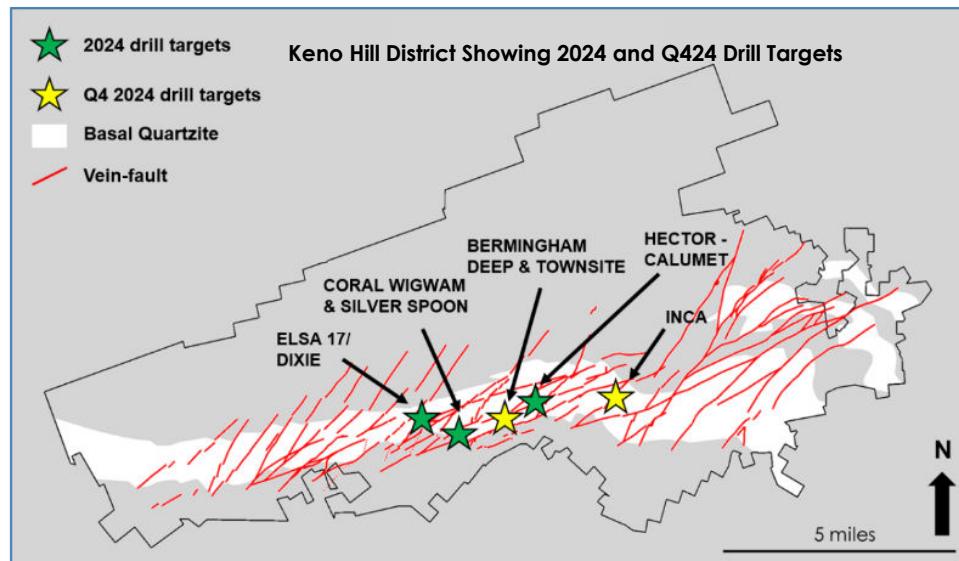 Keno Hill District Showing 2024 and Q424 Drill Targets
2024 drill targets
Q4 2024 drill targets
Basal Quartzite
Vein-fault
ELSA 17/
DIXIE
CORAL WIGWAM
& SILVER SPOON
BERMINGHAM
DEEP & TOWNSITE
HECTOR -
CALUMET
INCA
N
5 miles